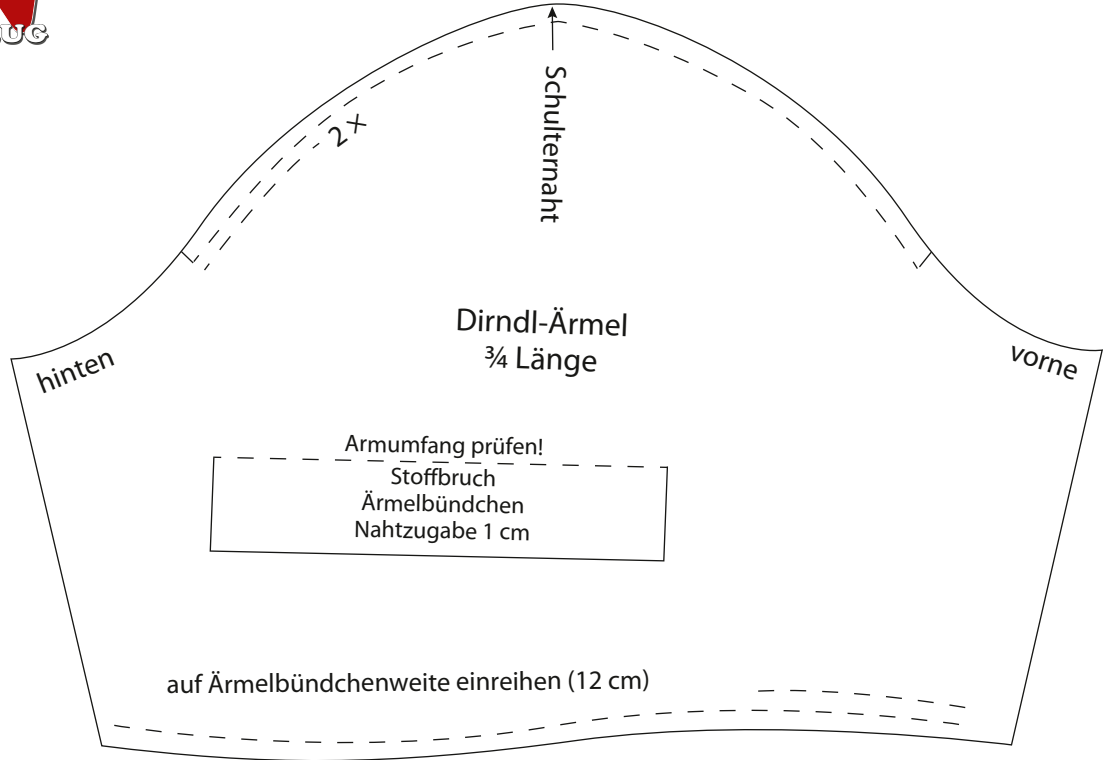 2 x
Schulternaht
Dirndl-Ärmel
¾ Länge
hinten
vorne
Armumfang prüfen!
Stoffbruch
Ärmelbündchen
Nahtzugabe 1 cm
auf Ärmelbündchenweite einreihen (12 cm)